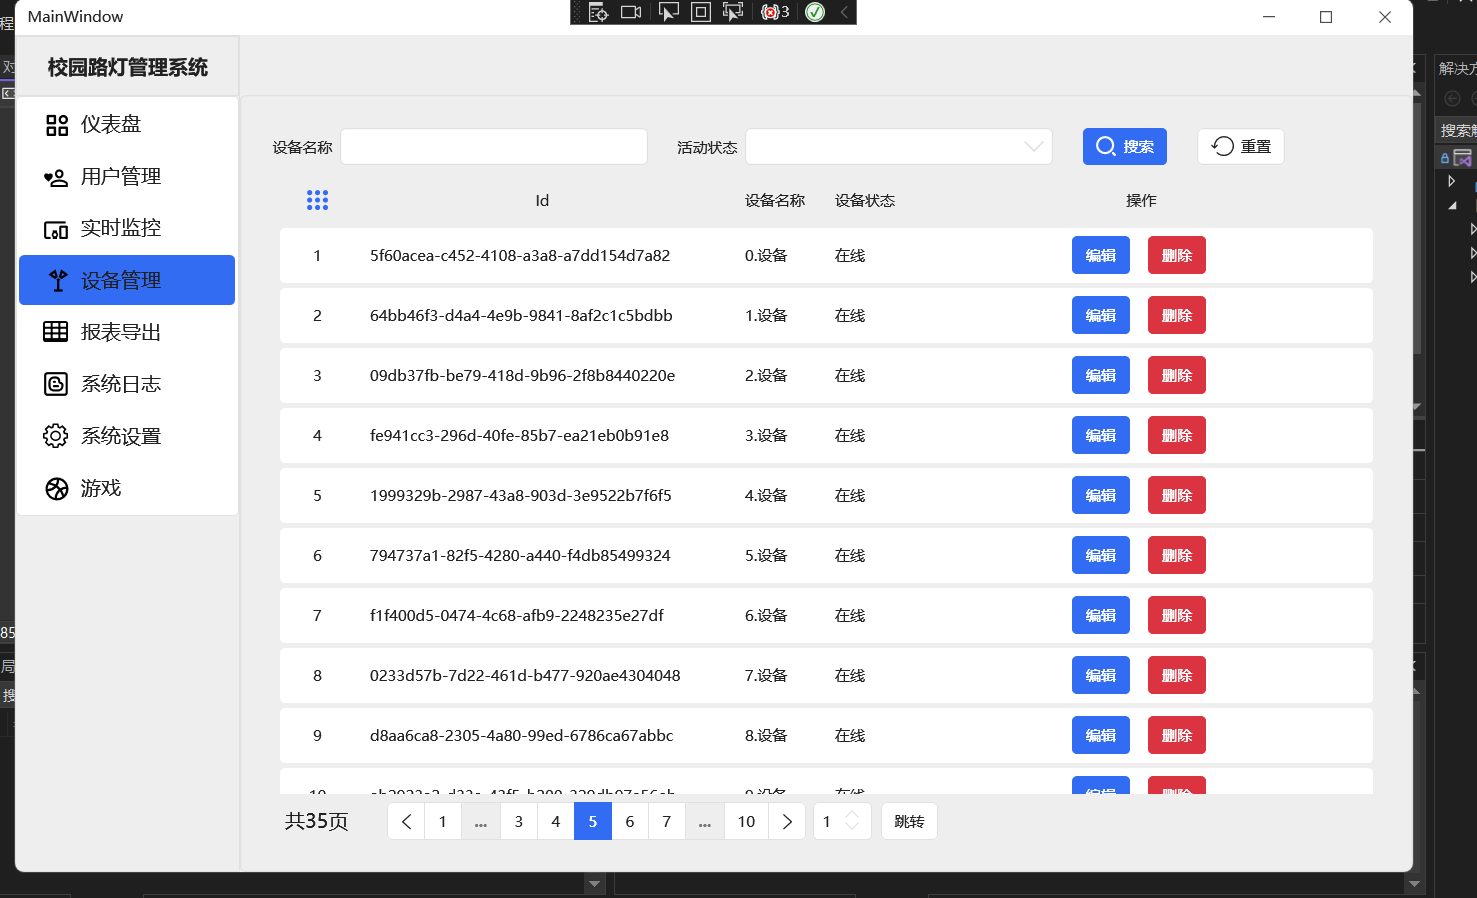 MainWindow
3
程
对
解决方
搜索解
校园路灯管理系统
仪表盘
用户管理
实时监控
设备管理
报表导出
系统日志
系统设置
游戏
设备名称
活动状态
搜索
重置
Id 设备名称 设备状态 操作
1 5f60acea-c452-4108-a3a8-a7dd154d7a82 0.设备 在线 编辑 删除
2 64bb46f3-d4a4-4e9b-9841-8af2c1c5bdbb 1.设备 在线 编辑 删除
3 09db37fb-be79-418d-9b96-2f8b8440220e 2.设备 在线 编辑 删除
4 fe941cc3-296d-40fe-85b7-ea21eb0b91e8 3.设备 在线 编辑 删除
5 1999329b-2987-43a8-903d-3e9522b7f6f5 4.设备 在线 编辑 删除
6 794737a1-82f5-4280-a440-f4db85499324 5.设备 在线 编辑 删除
7 f1f400d5-0474-4c68-afb9-2248235e27df 6.设备 在线 编辑 删除
8 0233d57b-7d22-461d-b477-920ae4304048 7.设备 在线 编辑 删除
9 d8aa6ca8-2305-4a80-99ed-6786ca67abbc 8.设备 在线 编辑 删除
10 9.设备 在线 编辑 删除
共35页 1 ... 3 4 5 6 7 ... 10 1 跳转
85
局
搜